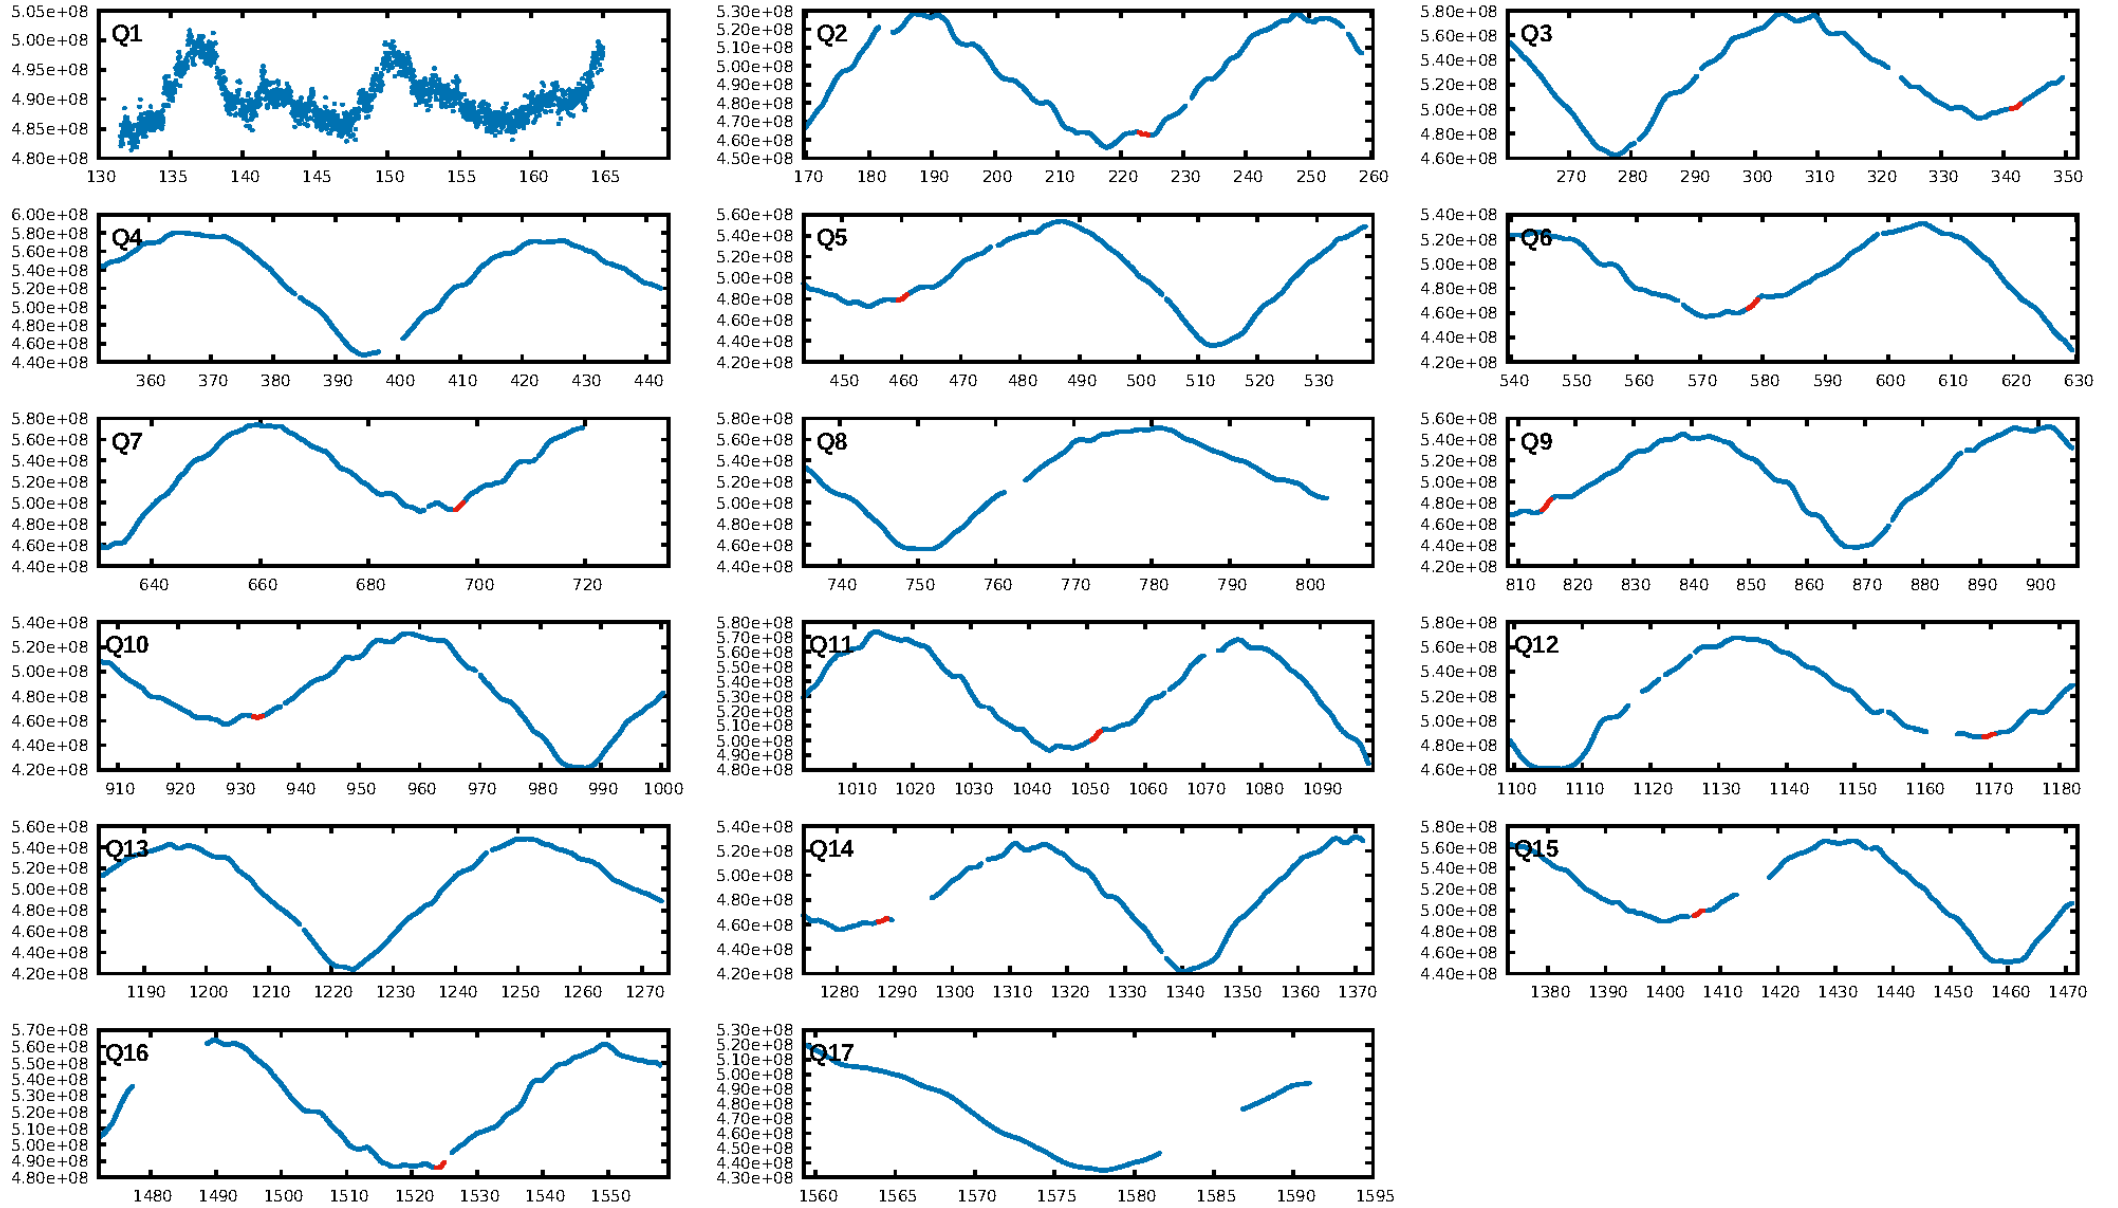 5.05e+08 5.00e+08 4.95e+08 4.90e+08 4.85e+08 4.80e+08
Q1
130 135 140 145 150 155 160 165
5.30e+08 5.20e+08 5.10e+08 5.00e+08 4.90e+08 4.80e+08 4.70e+08 4.60e+08 4.50e+08
Q2
170 180 190 200 210 220 230 240 250 260
5.80e+08 5.60e+08 5.40e+08 5.20e+08 5.00e+08 4.80e+08 4.60e+08
Q3
270 280 290 300 310 320 330 340 350
6.00e+08 5.80e+08 5.60e+08 5.40e+08 5.20e+08 5.00e+08 4.80e+08 4.60e+08 4.40e+08
Q4
360 370 380 390 400 410 420 430 440
5.60e+08 5.40e+08 5.20e+08 5.00e+08 4.80e+08 4.60e+08 4.40e+08 4.20e+08
Q5
450 460 470 480 490 500 510 520 530
5.40e+08 5.20e+08 5.00e+08 4.80e+08 4.60e+08 4.40e+08 4.20e+08
Q6
540 550 560 570 580 590 600 610 620 630
5.80e+08 5.60e+08 5.40e+08 5.20e+08 5.00e+08 4.80e+08 4.60e+08 4.40e+08
Q7
640 660 680 700 720
5.80e+08 5.60e+08 5.40e+08 5.20e+08 5.00e+08 4.80e+08 4.60e+08 4.40e+08
Q8
740 750 760 770 780 790 800
5.60e+08 5.40e+08 5.20e+08 5.00e+08 4.80e+08 4.60e+08 4.40e+08 4.20e+08
Q9
810 820 830 840 850 860 870 880 890 900
5.40e+08 5.20e+08 5.00e+08 4.80e+08 4.60e+08 4.40e+08 4.20e+08
Q10
910 920 930 940 950 960 970 980 990 1000
5.80e+08 5.70e+08 5.60e+08 5.50e+08 5.40e+08 5.30e+08 5.20e+08 5.10e+08 5.00e+08 4.90e+08 4.80e+08
Q11
1010 1020 1030 1040 1050 1060 1070 1080 1090
5.80e+08 5.60e+08 5.40e+08 5.20e+08 5.00e+08 4.80e+08 4.60e+08
Q12
1100 1110 1120 1130 1140 1150 1160 1170 1180
5.60e+08 5.40e+08 5.20e+08 5.00e+08 4.80e+08 4.60e+08 4.40e+08 4.20e+08
Q13
1190 1200 1210 1220 1230 1240 1250 1260 1270
5.40e+08 5.20e+08 5.00e+08 4.80e+08 4.60e+08 4.40e+08 4.20e+08
Q14
1280 1290 1300 1310 1320 1330 1340 1350 1360 1370
5.80e+08 5.60e+08 5.40e+08 5.20e+08 5.00e+08 4.80e+08 4.60e+08 4.40e+08
Q15
1380 1390 1400 1410 1420 1430 1440 1450 1460 1470
5.70e+08 5.60e+08 5.50e+08 5.40e+08 5.30e+08 5.20e+08 5.10e+08 5.00e+08 4.90e+08 4.80e+08
Q16
1480 1490 1500 1510 1520 1530 1540 1550
5.30e+08 5.20e+08 5.10e+08 5.00e+08 4.90e+08 4.80e+08 4.70e+08 4.60e+08 4.50e+08 4.40e+08 4.30e+08
Q17
1560 1565 1570 1575 1580 1585 1590 1595